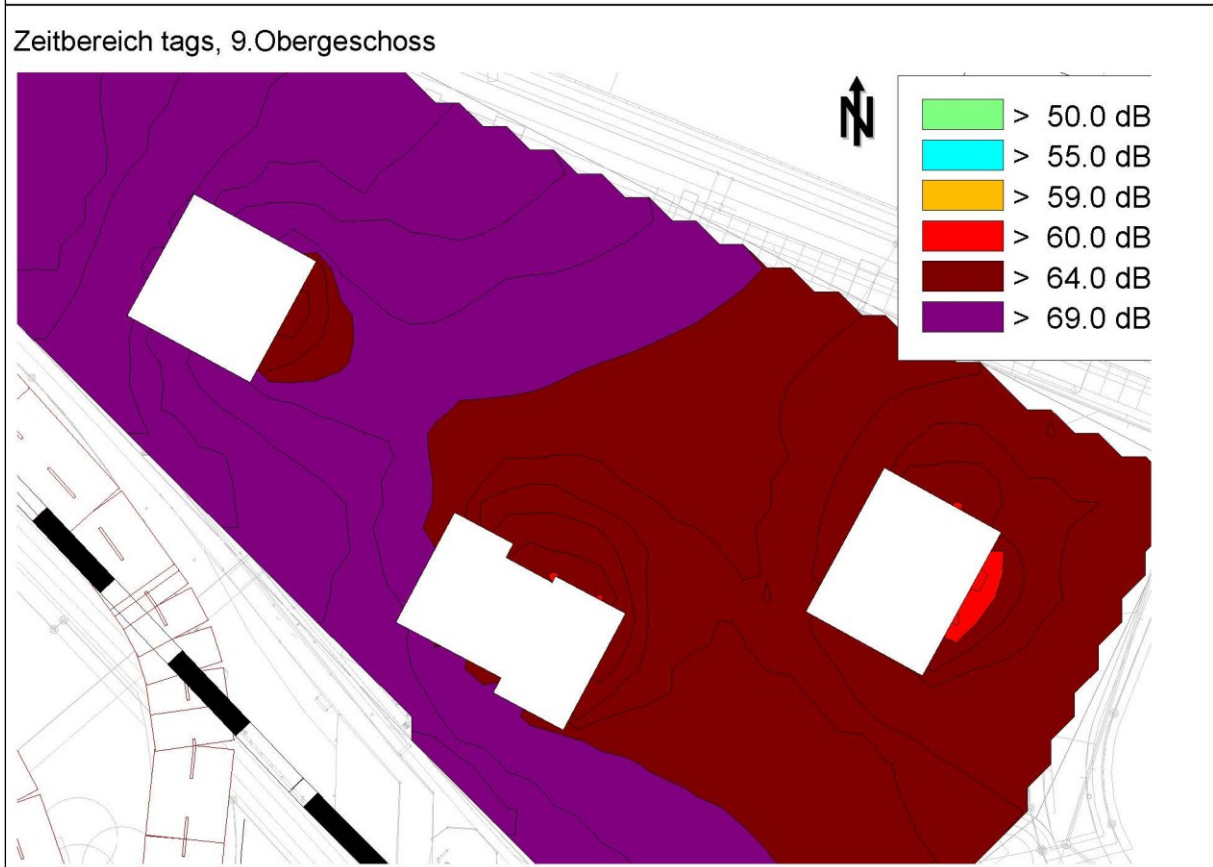 Zeitbereich tags, 9.Obergeschoss
N
> 50.0 dB
> 55.0 dB
> 59.0 dB
> 60.0 dB
> 64.0 dB
> 69.0 dB